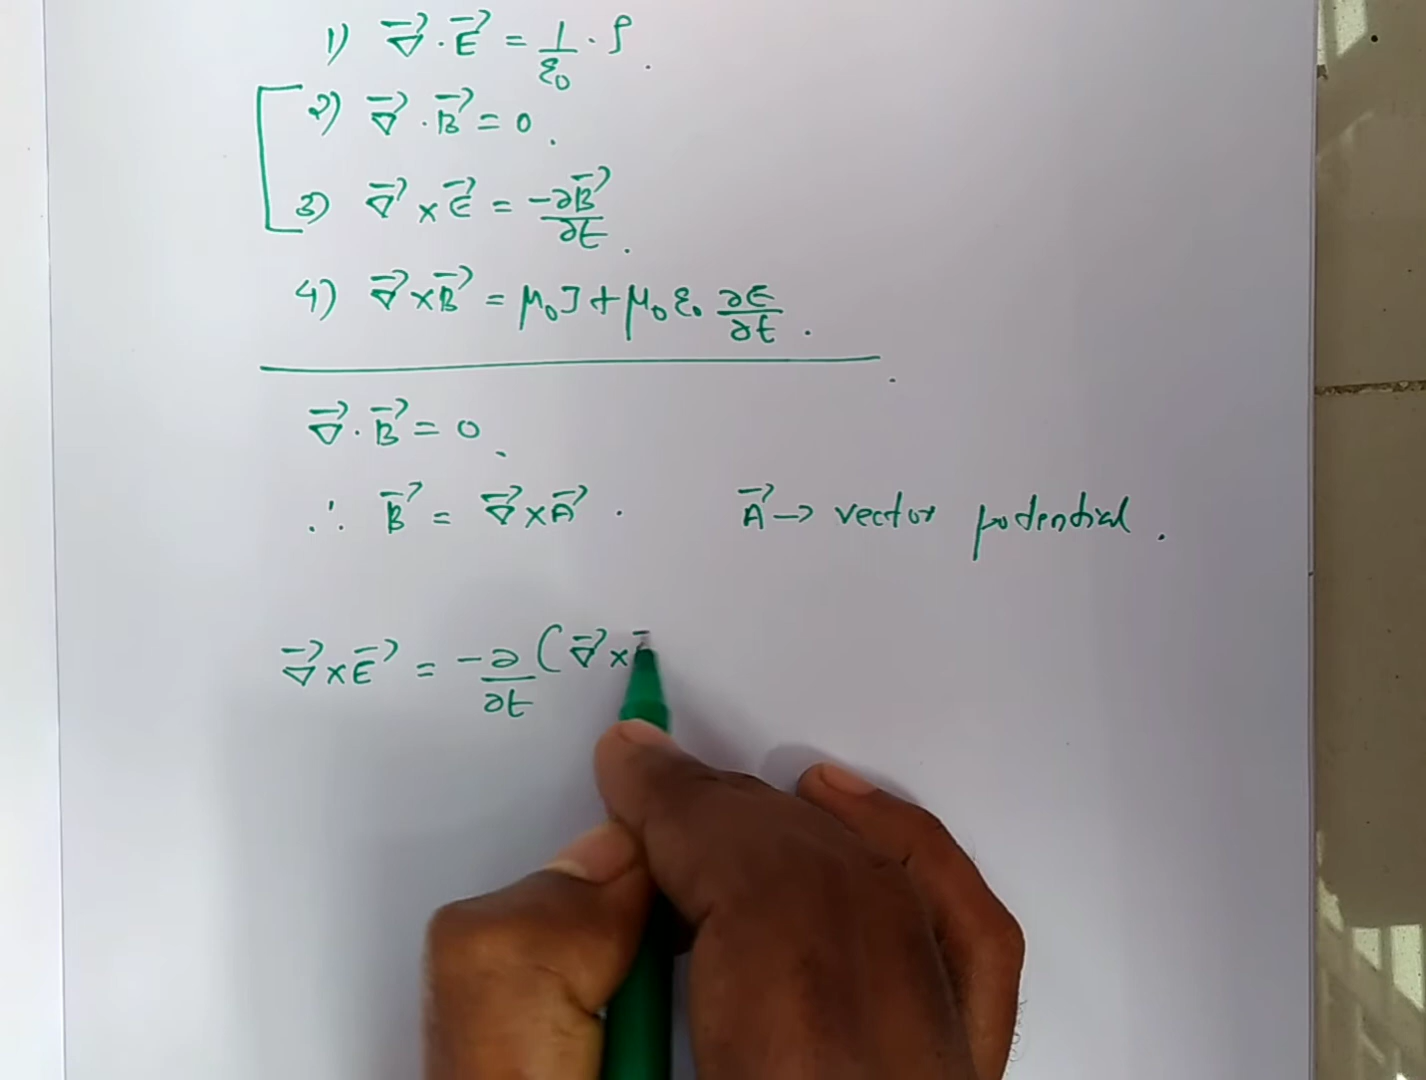 1) ∇⃗ · E⃗ = 1/ε₀ · ρ.
2) ∇⃗ · B⃗ = 0.
3) ∇⃗ × E⃗ = -∂B⃗/∂t.
4) ∇⃗ × B⃗ = μ₀J + μ₀ε₀ ∂E/∂t.
∇⃗ · B⃗ = 0.
∴ B⃗ = ∇⃗ × A⃗. A⃗ → vector potential.
∇⃗ × E⃗ = -∂/∂t (∇⃗ ×